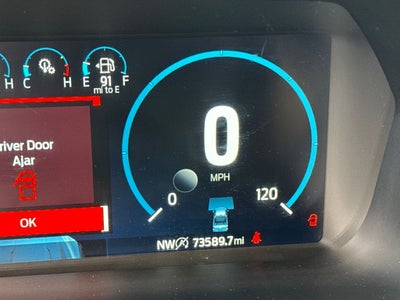 H C H E F
91
mi to E
river Door
Ajar
OK
0
MPH
0 120
NW 73589.7mi